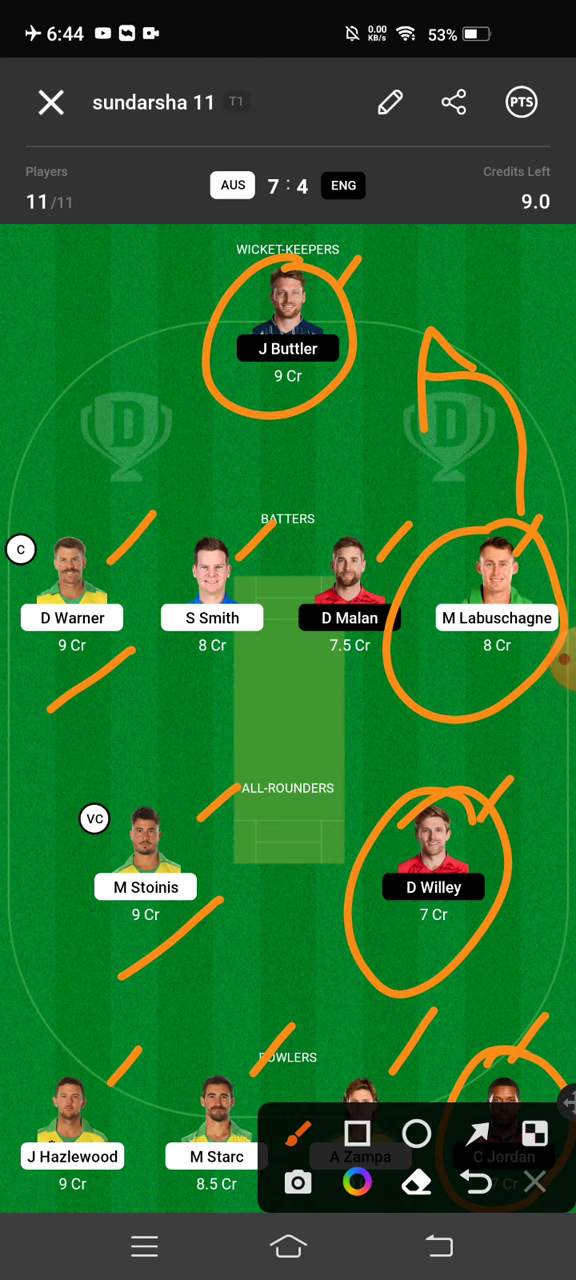 6:44 0.00 KB/s 53%
sundarsha 11 T1 PTS
Players Credits Left
11/11 AUS 7 : 4 ENG 9.0
WICKET-KEEPERS
J Buttler
9 Cr
D D
BATTERS
C
D Warner S Smith D Malan M Labuschagne
9 Cr 8 Cr 7.5 Cr 8 Cr
ALL-ROUNDERS
VC
M Stoinis D Willey
9 Cr 7 Cr
BOWLERS
J Hazlewood M Starc A Zampa C Jordan
9 Cr 8.5 Cr 7 Cr